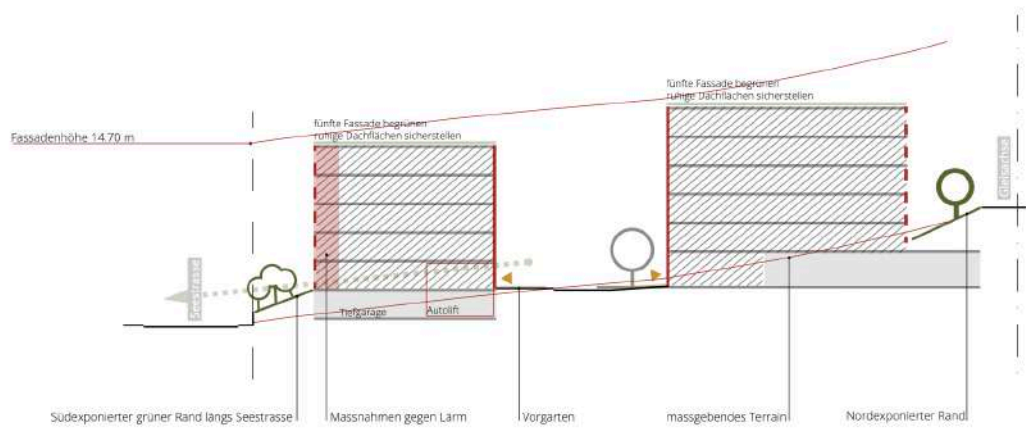 fünfte Fassade begrünen
ruhige Dachflächen sicherstellen
fünfte Fassade begrünen
ruhige Dachflächen sicherstellen
Fassadenhöhe 14.70 m
Gleisachse
Seestrasse
Tiefgarage
Autolift
Südexponierter grüner Rand längs Seestrasse
Massnahmen gegen Lärm
Vorgarten
massgebendes Terrain
Nordexponierter Rand